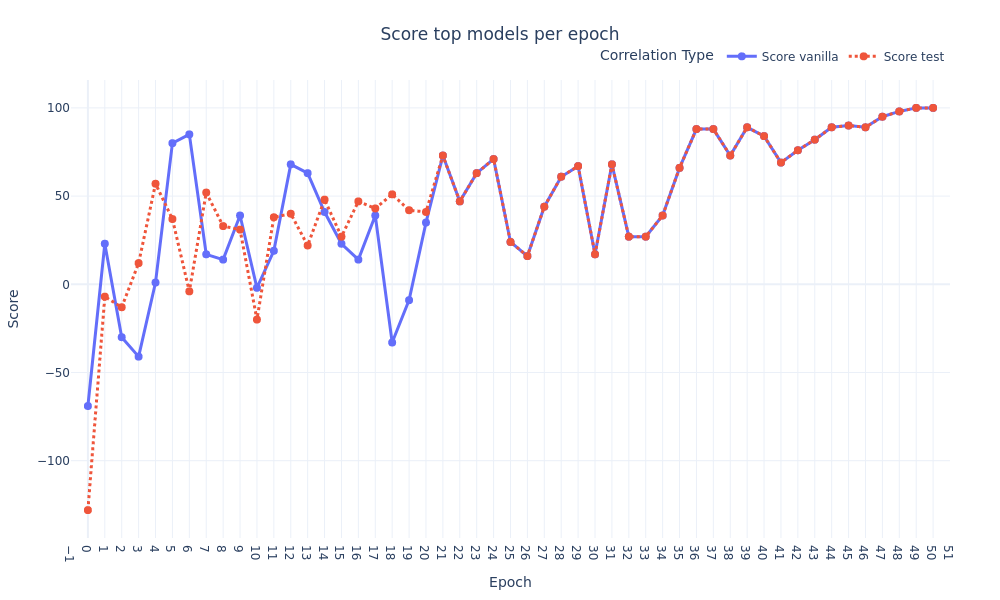 Score top models per epoch
Correlation Type Score vanilla Score test
100
50
0
−50
−100
Score
−1 0 1 2 3 4 5 6 7 8 9 10 11 12 13 14 15 16 17 18 19 20 21 22 23 24 25 26 27 28 29 30 31 32 33 34 35 36 37 38 39 40 41 42 43 44 45 46 47 48 49 50 51
Epoch